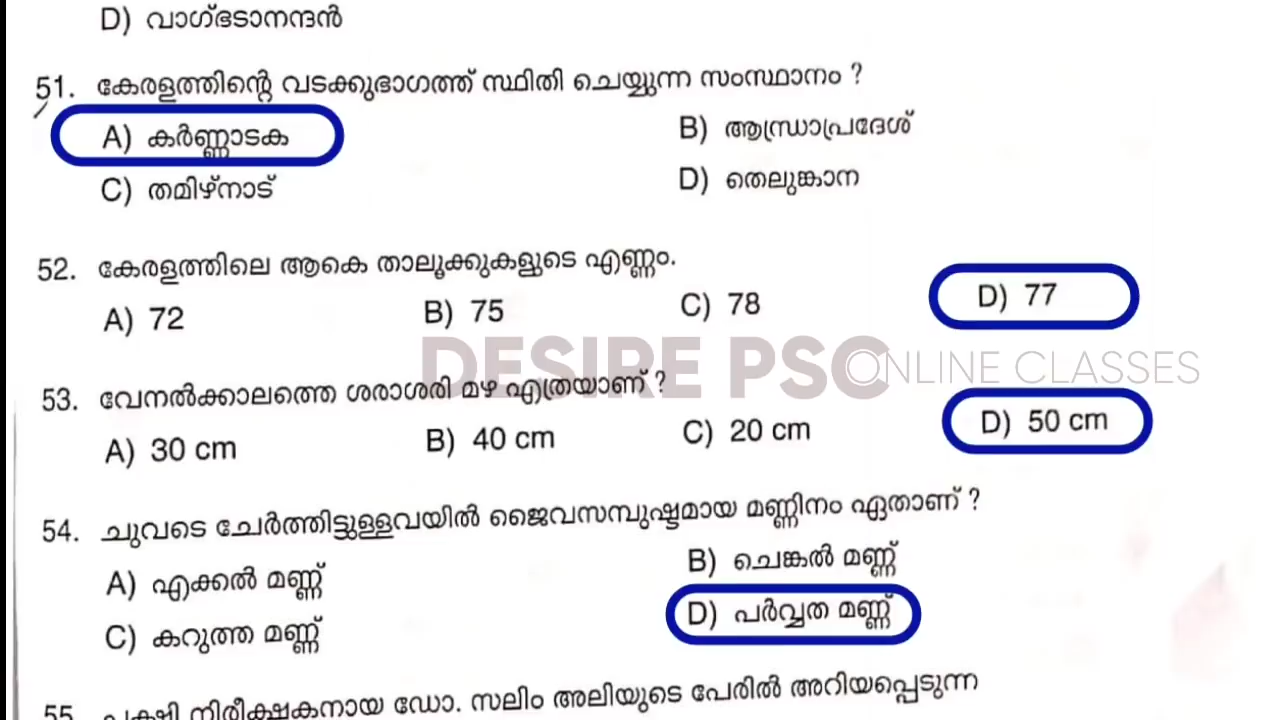 D) വാഗ്ഭടാനന്ദൻ
51. കേരളത്തിന്റെ വടക്കുഭാഗത്ത് സ്ഥിതി ചെയ്യുന്ന സംസ്ഥാനം ?
A) കർണ്ണാടക B) ആന്ധ്രാപ്രദേശ്
C) തമിഴ്നാട് D) തെലുങ്കാന
52. കേരളത്തിലെ ആകെ താലൂക്കുകളുടെ എണ്ണം.
A) 72 B) 75 C) 78 D) 77
DESIRE PSC ONLINE CLASSES
53. വേനൽക്കാലത്തെ ശരാശരി മഴ എത്രയാണ് ?
A) 30 cm B) 40 cm C) 20 cm D) 50 cm
54. ചുവടെ ചേർത്തിട്ടുള്ളവയിൽ ജൈവസമ്പുഷ്ടമായ മണ്ണിനം ഏതാണ് ?
A) എക്കൽ മണ്ണ് B) ചെങ്കൽ മണ്ണ്
C) കറുത്ത മണ്ണ് D) പർവ്വത മണ്ണ്
55. പക്ഷി നിരീക്ഷകനായ ഡോ. സലിം അലിയുടെ പേരിൽ അറിയപ്പെടുന്ന